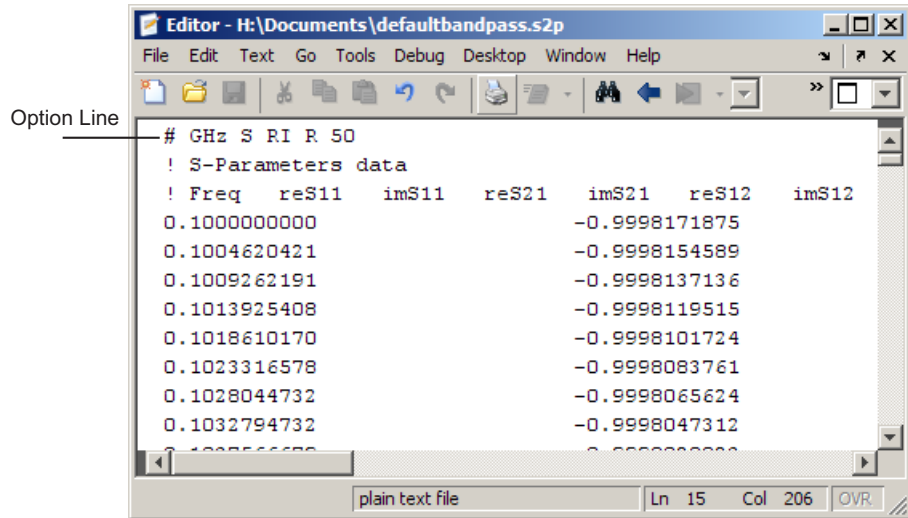 Editor - H:\Documents\defaultbandpass.s2p
File Edit Text Go Tools Debug Desktop Window Help
Option Line
# GHz S RI R 50
! S-Parameters data
! Freq reS11 imS11 reS21 imS21 reS12 imS12
0.1000000000 -0.9998171875
0.1004620421 -0.9998154589
0.1009262191 -0.9998137136
0.1013925408 -0.9998119515
0.1018610170 -0.9998101724
0.1023316578 -0.9998083761
0.1028044732 -0.9998065624
0.1032794732 -0.9998047312
plain text file Ln 15 Col 206 OVR